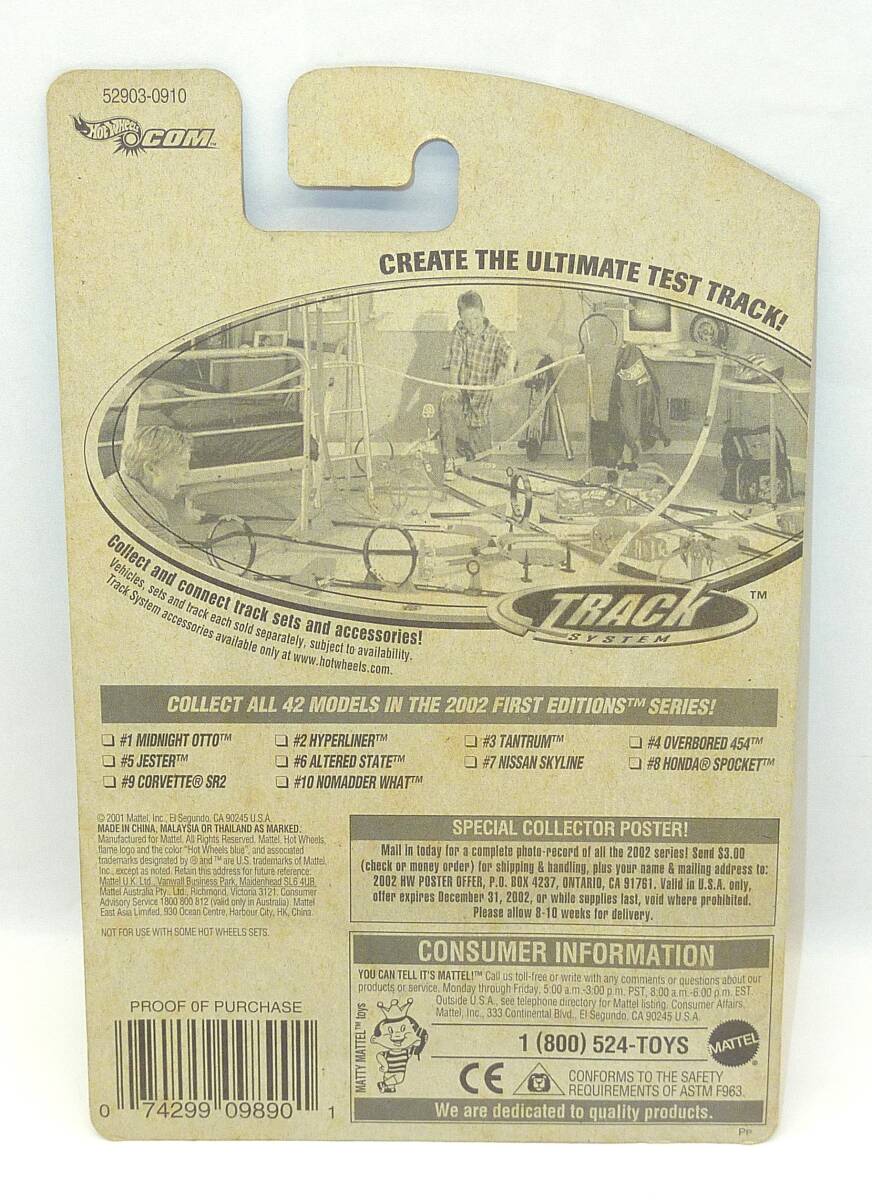 52903-0910
HOT WHEELS
.COM™
CREATE THE ULTIMATE TEST TRACK!
Collect and connect track sets and accessories!
Vehicles, sets and track each sold separately, subject to availability.
Track System accessories available only at www.hotwheels.com.
TRACK ™
SYSTEM
COLLECT ALL 42 MODELS IN THE 2002 FIRST EDITIONS™ SERIES!
❏ #1 MIDNIGHT OTTO™ ❏ #2 HYPERLINER™ ❏ #3 TANTRUM™ ❏ #4 OVERBORED 454™
❏ #5 JESTER™ ❏ #6 ALTERED STATE™ ❏ #7 NISSAN SKYLINE ❏ #8 HONDA® SPOCKET™
❏ #9 CORVETTE® SR2 ❏ #10 NOMADDER WHAT™
© 2001 Mattel, Inc., El Segundo, CA 90245 U.S.A.
MADE IN CHINA, MALAYSIA OR THAILAND AS MARKED.
Manufactured for Mattel. All Rights Reserved. Mattel, Hot Wheels,
flame logo and the color "Hot Wheels blue", and associated
trademarks designated by ® and ™ are U.S. trademarks of Mattel,
Inc., except as noted. Retain this address for future reference:
Mattel U.K. Ltd., Vanwall Business Park, Maidenhead SL6 4UB.
Mattel Australia Pty., Ltd., Richmond, Victoria 3121. Consumer
Advisory Service 1800 800 812 (valid only in Australia). Mattel
East Asia Limited, 930 Ocean Centre, Harbour City, HK, China.
NOT FOR USE WITH SOME HOT WHEELS SETS.
SPECIAL COLLECTOR POSTER!
Mail in today for a complete photo-record of all the 2002 series! Send $3.00
(check or money order) for shipping & handling, plus your name & mailing address to:
2002 HW POSTER OFFER, P.O. BOX 4237, ONTARIO, CA 91761. Valid in U.S.A. only,
offer expires December 31, 2002, or while supplies last, void where prohibited.
Please allow 8-10 weeks for delivery.
CONSUMER INFORMATION
YOU CAN TELL IT'S MATTEL!™ Call us toll-free or write with any comments or questions about our
products or service. Monday through Friday, 5:00 a.m.-3:00 p.m. PST, 8:00 a.m.-6:00 p.m. EST.
Outside U.S.A., see telephone directory for Mattel listing. Consumer Affairs,
Mattel, Inc., 333 Continental Blvd., El Segundo, CA 90245 U.S.A.
MATTY MATTEL™ toys
1 (800) 524-TOYS
MATTEL ®
CE
CONFORMS TO THE SAFETY
REQUIREMENTS OF ASTM F963.
We are dedicated to quality products.
PROOF OF PURCHASE
0 74299 09890 1
PP